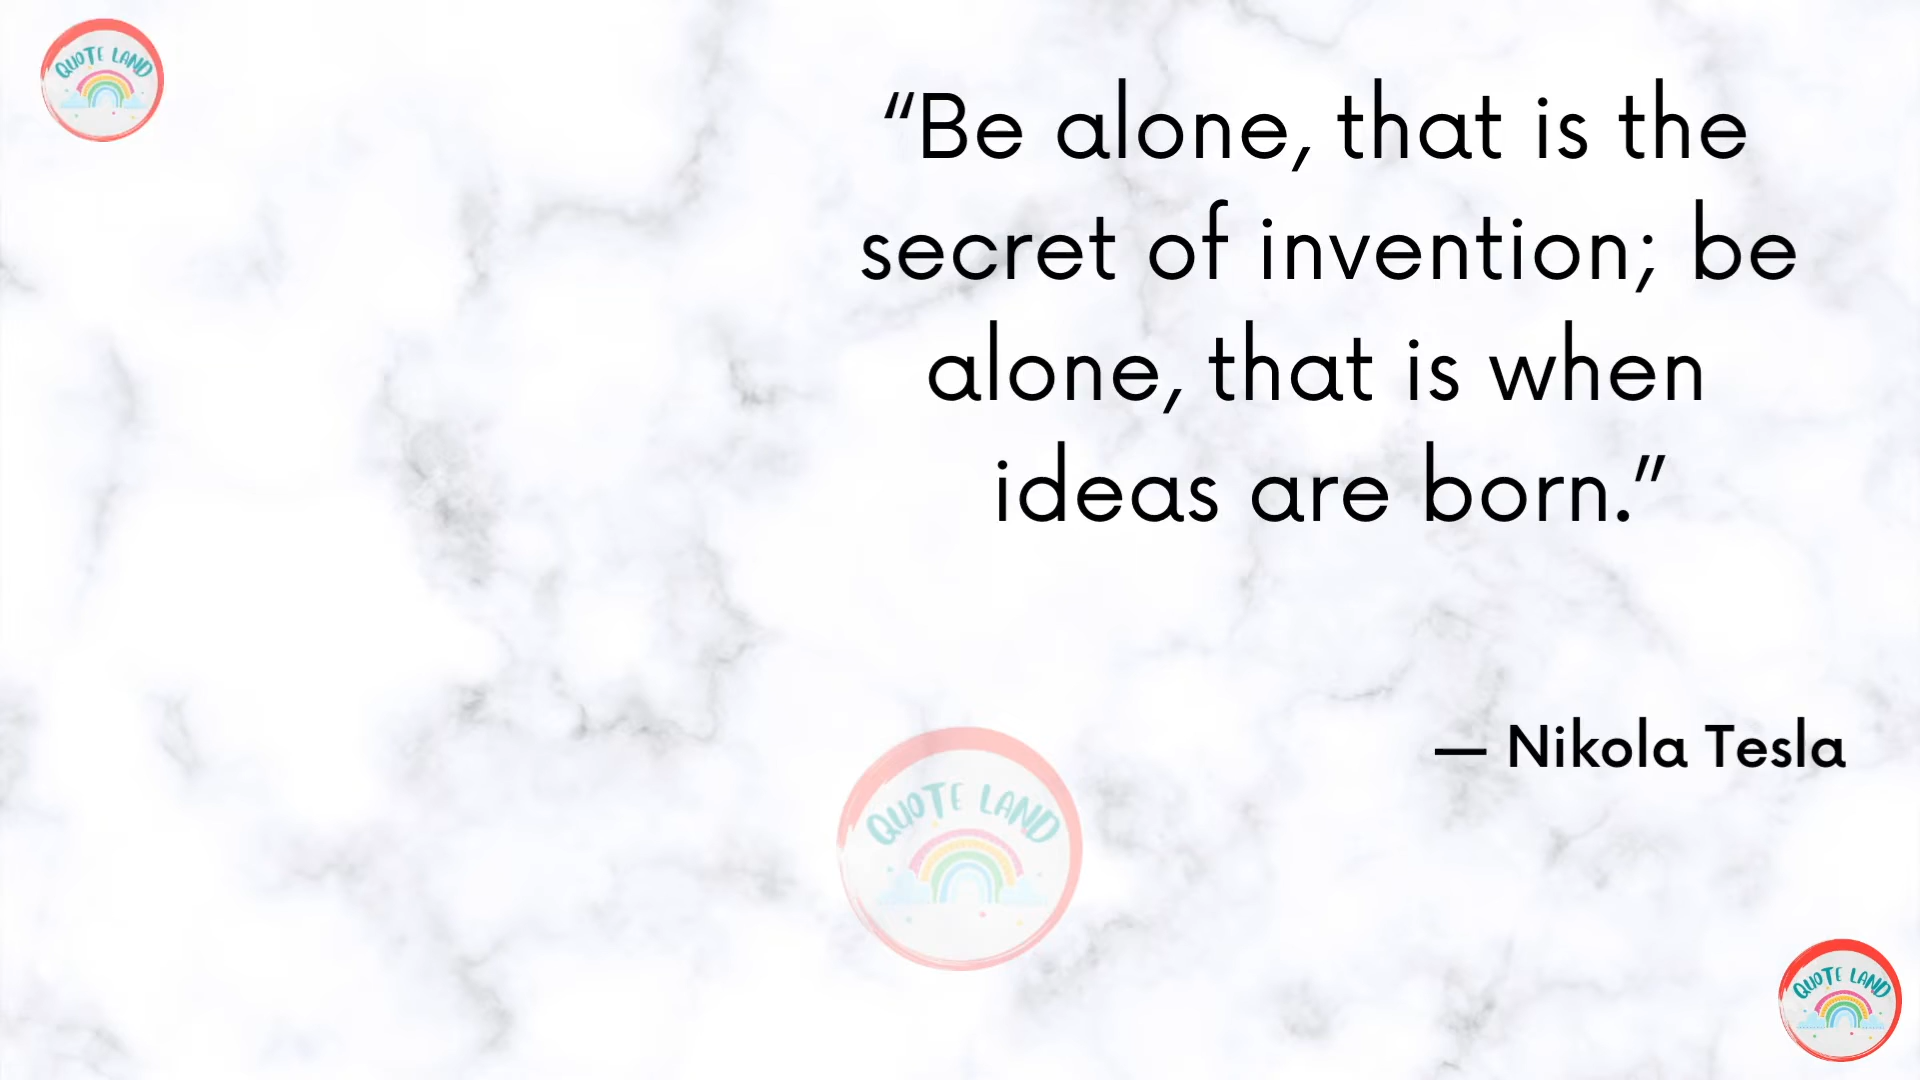 QUOTE LAND
“Be alone, that is the
secret of invention; be
alone, that is when
ideas are born.”
— Nikola Tesla
QUOTE LAND
QUOTE LAND